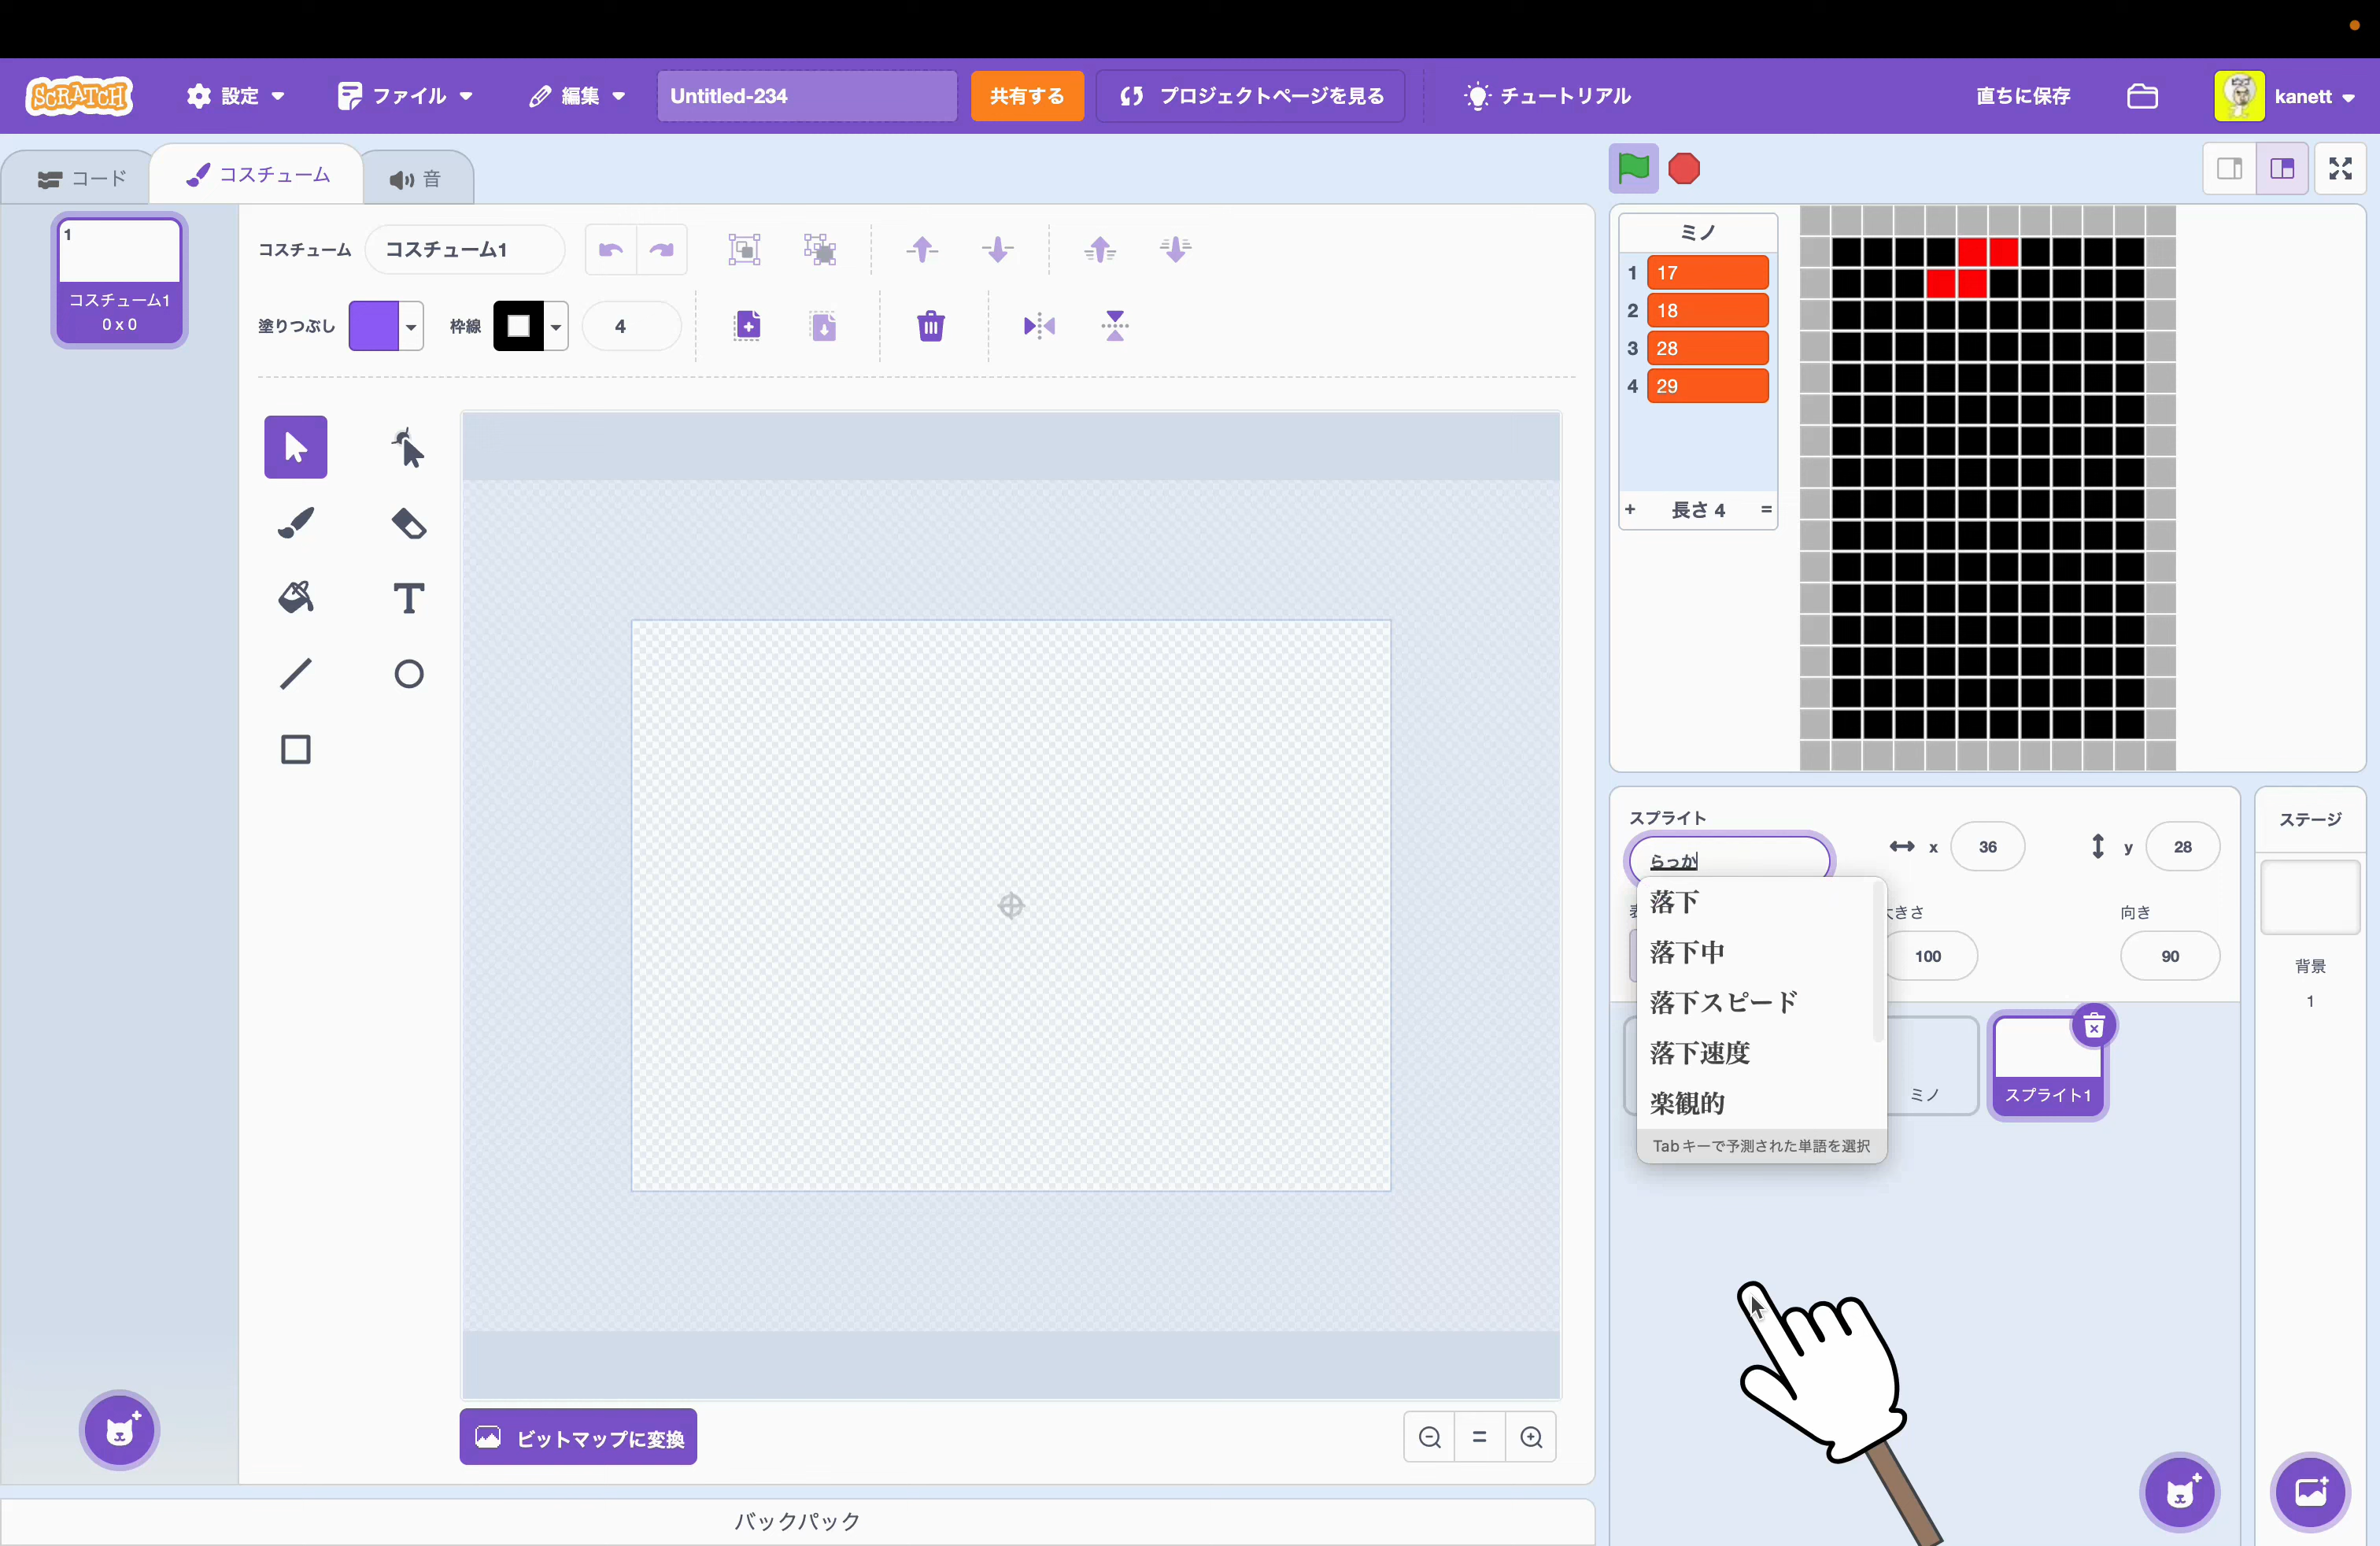 SCRATCH 設定 ファイル 編集 Untitled-234 共有する プロジェクトページを見る チュートリアル 直ちに保存 kanett
コード コスチューム 音
1
コスチューム1
0 x 0
コスチューム コスチューム1
塗りつぶし 枠線 4
ビットマップに変換
バックパック
ミノ
1 17
2 18
3 28
4 29
+ 長さ 4 =
スプライト
らっか
x 36 y 28
大きさ 向き
100 90
落下
落下中
落下スピード
落下速度
楽観的
Tab キーで予測された単語を選択
ミノ スプライト1
ステージ
背景
1